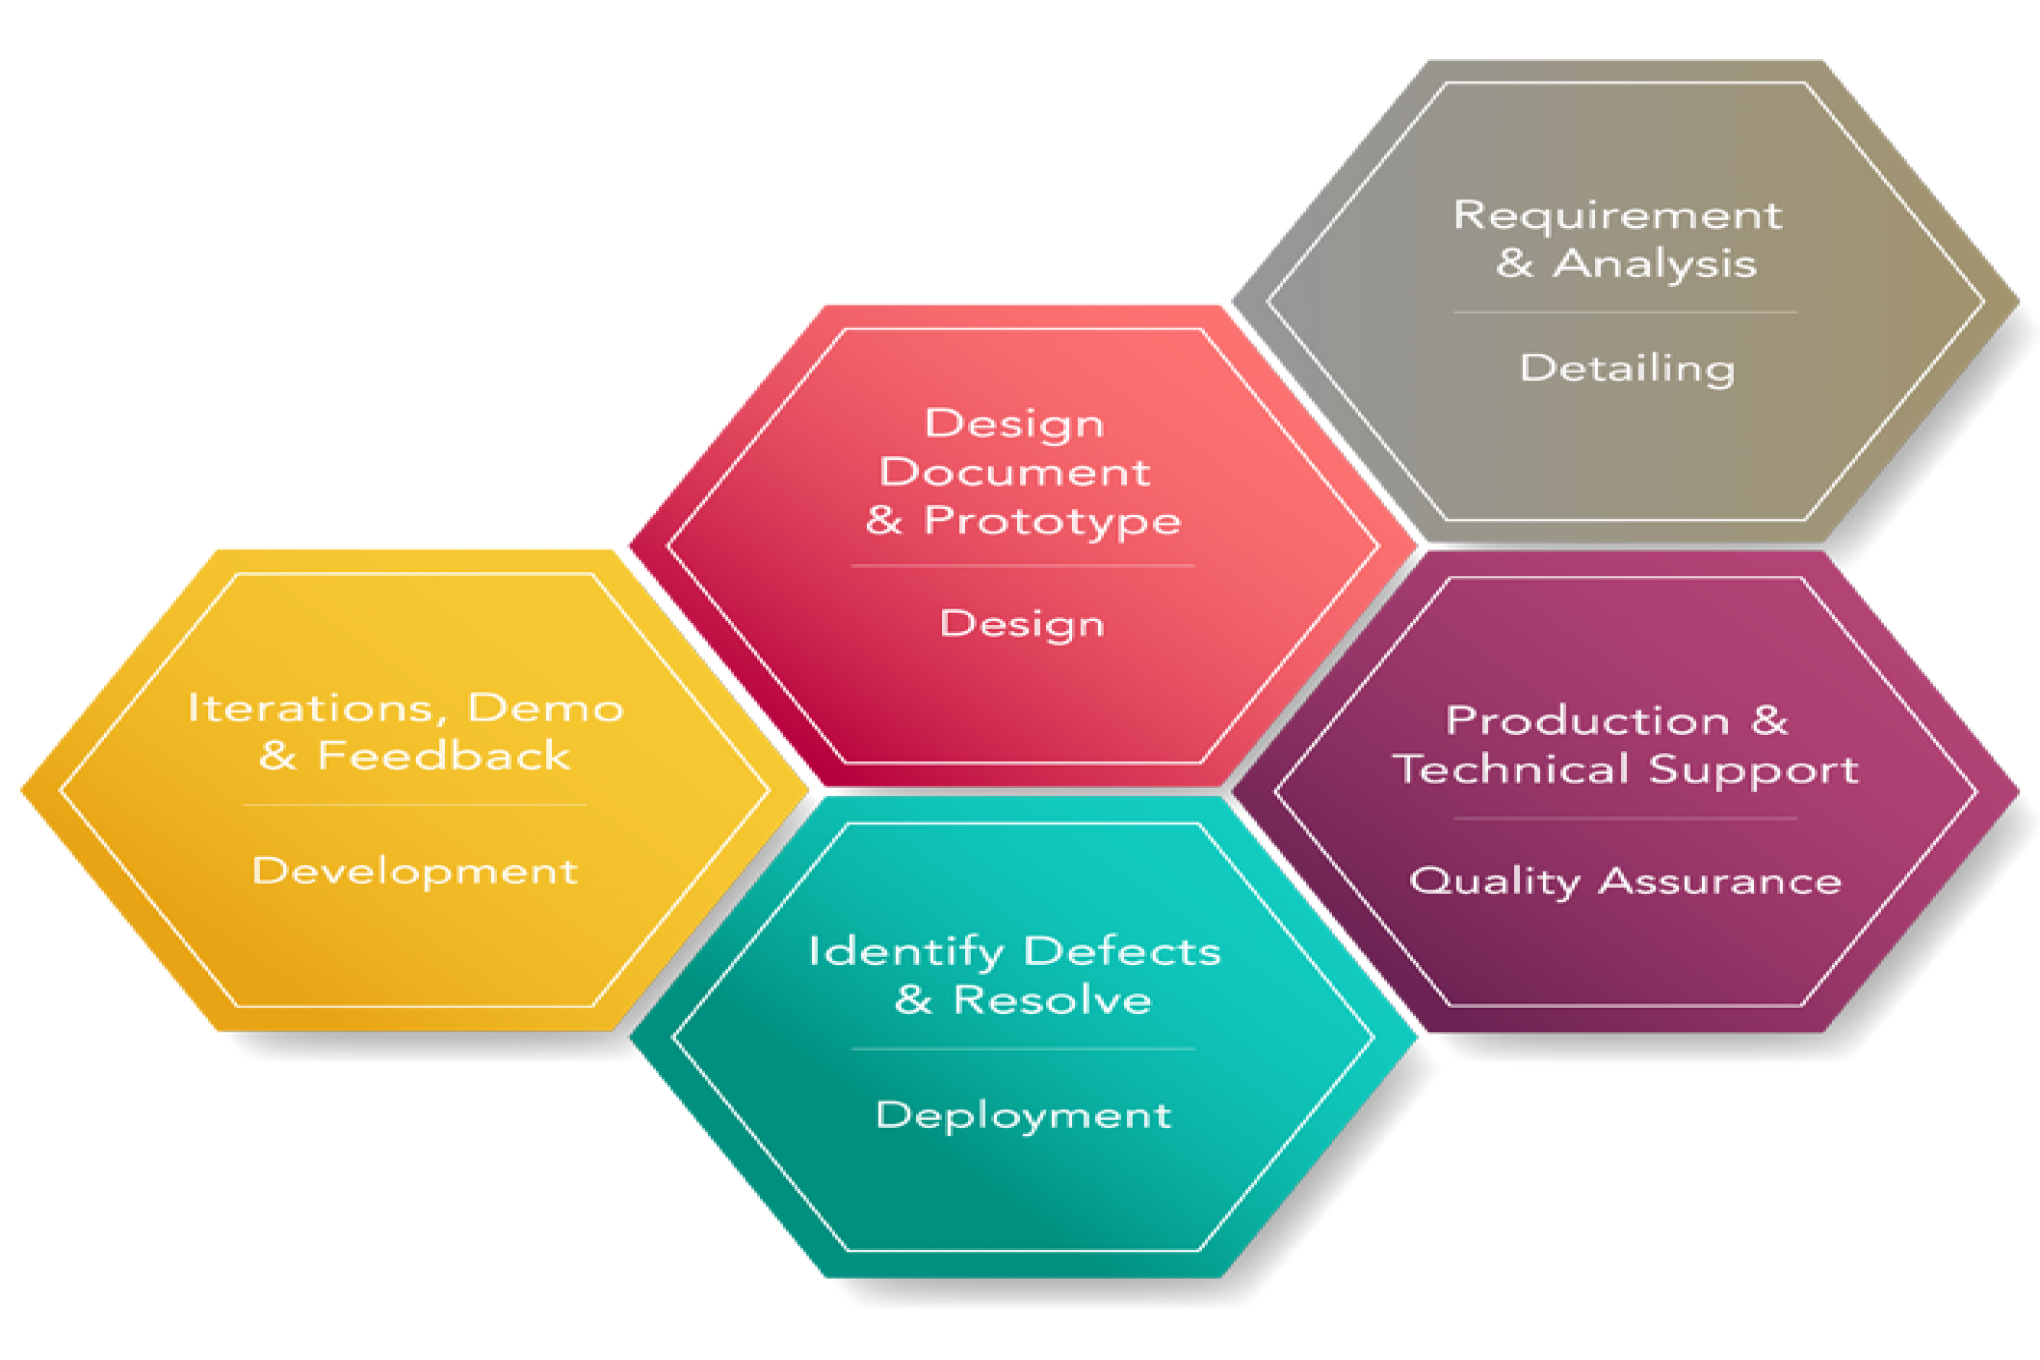 Requirement
& Analysis
Detailing
Design
Document
& Prototype
Design
Iterations, Demo
& Feedback
Development
Production &
Technical Support
Quality Assurance
Identify Defects
& Resolve
Deployment